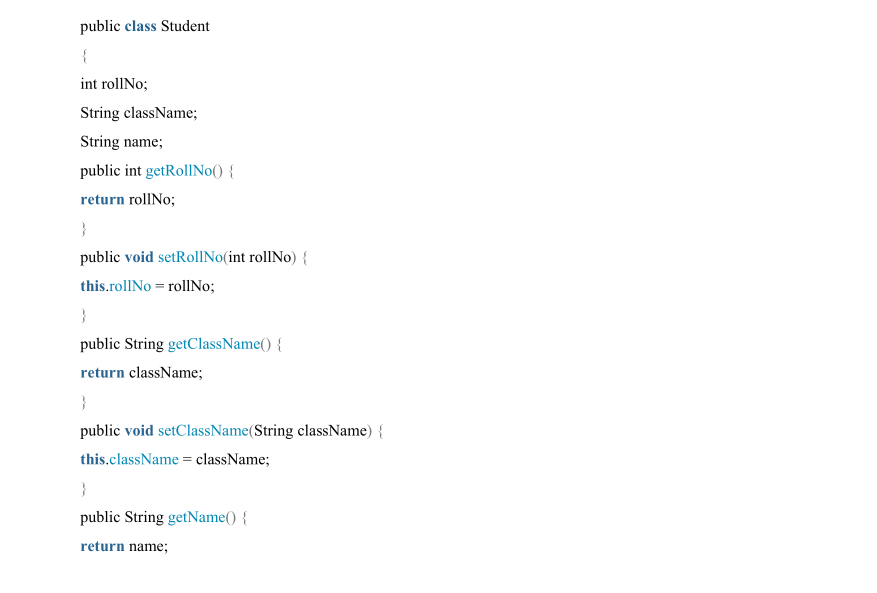 public class Student
{
int rollNo;
String className;
String name;
public int getRollNo() {
return rollNo;
}
public void setRollNo(int rollNo) {
this.rollNo = rollNo;
}
public String getClassName() {
return className;
}
public void setClassName(String className) {
this.className = className;
}
public String getName() {
return name;